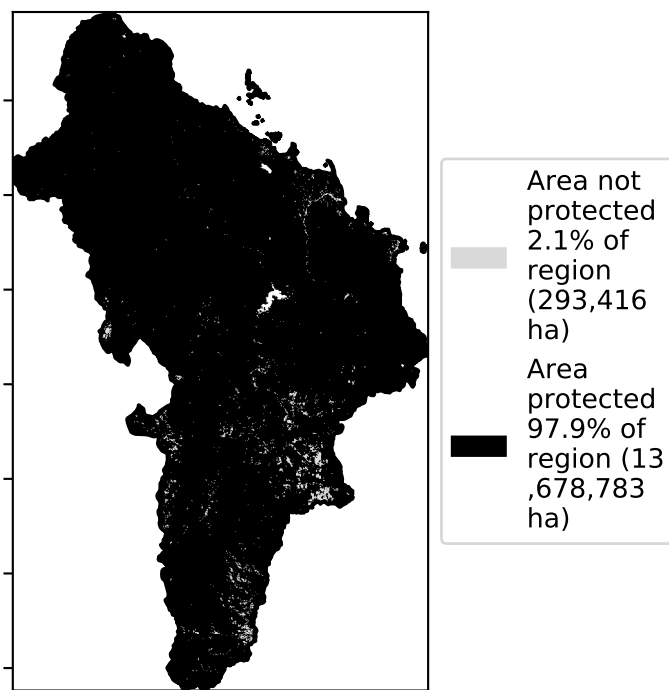 Area not
protected
2.1% of
region
(293,416
ha)
Area
protected
97.9% of
region (13
,678,783
ha)